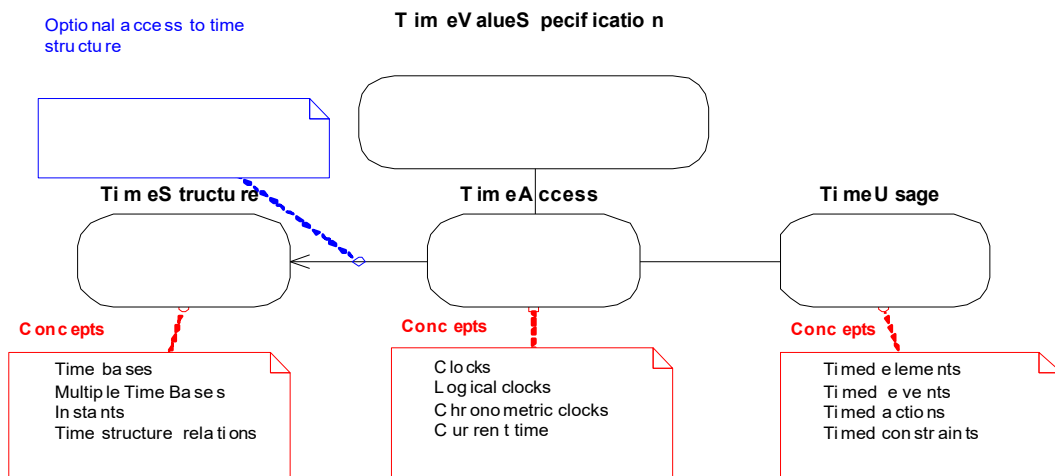 Optional access to time
structure
TimeValueSpecification
TimeStructure
TimeAccess
TimeUsage
Concepts
Time bases
Multiple Time Bases
Instants
Time structure relations
Concepts
Clocks
Logical clocks
Chronometric clocks
Current time
Concepts
Timed elements
Timed events
Timed actions
Timed constraints